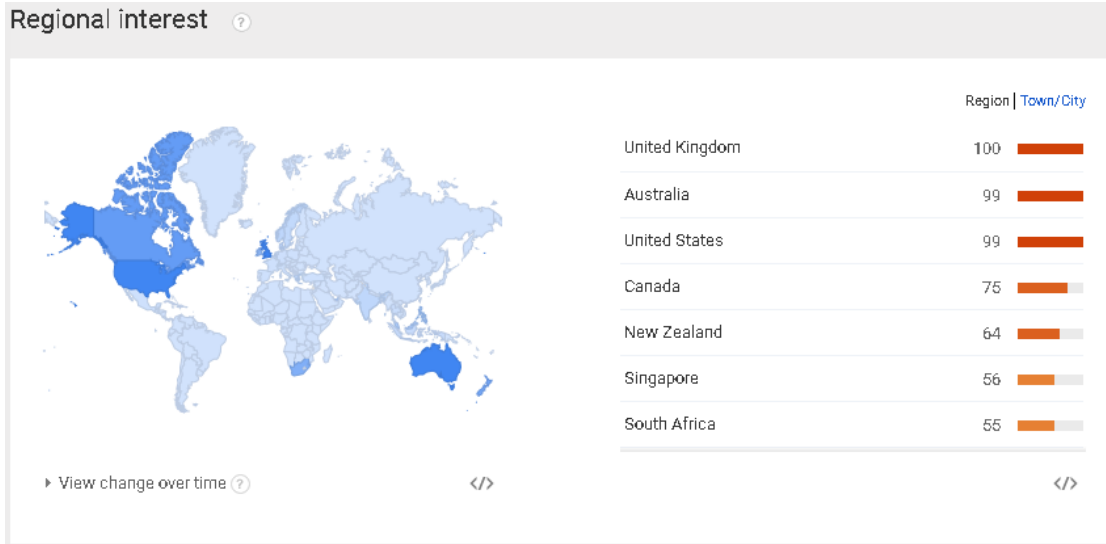 Regional interest ?
Region | Town/City
United Kingdom 100
Australia 99
United States 99
Canada 75
New Zealand 64
Singapore 56
South Africa 55
View change over time ? </> </>